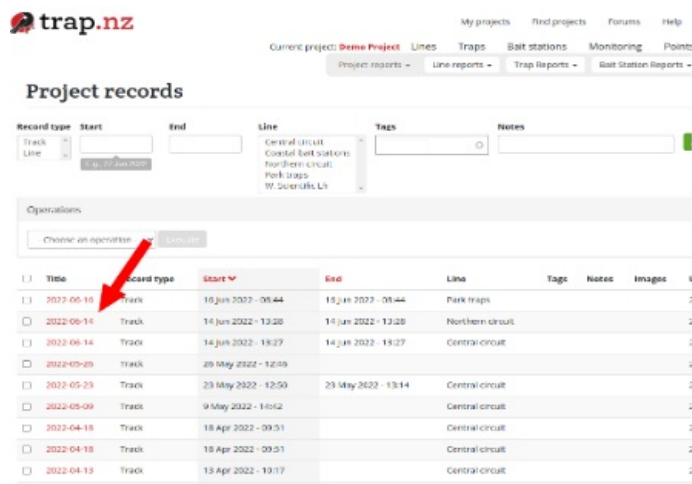 trap.nz
My projects Find projects Forums Help
Current project: Demo Project Lines Traps Bait stations Monitoring Points
Project reports Line reports Trap Reports Bait Station Reports
Project records
Record type Start End Line Tags Notes
Track
Line
E.g., 27 Jun 2022
Central circuit
Coastal bait stations
Northern circuit
Park traps
W. Scientific Lh
Operations
Choose an operation Execute
Title Record type Start End Line Tags Notes Images
2022-06-16 Track 16 Jun 2022 - 08:44 16 Jun 2022 - 08:44 Park traps
2022-06-14 Track 14 Jun 2022 - 13:28 14 Jun 2022 - 13:28 Northern circuit
2022-06-14 Track 14 Jun 2022 - 13:27 14 Jun 2022 - 13:27 Central circuit
2022-05-26 Track 26 May 2022 - 12:46
2022-05-23 Track 23 May 2022 - 12:50 23 May 2022 - 13:14 Central circuit
2022-05-09 Track 9 May 2022 - 14:42 Central circuit
2022-04-18 Track 18 Apr 2022 - 09:51 Central circuit
2022-04-18 Track 18 Apr 2022 - 09:51 Central circuit
2022-04-13 Track 13 Apr 2022 - 10:17 Central circuit